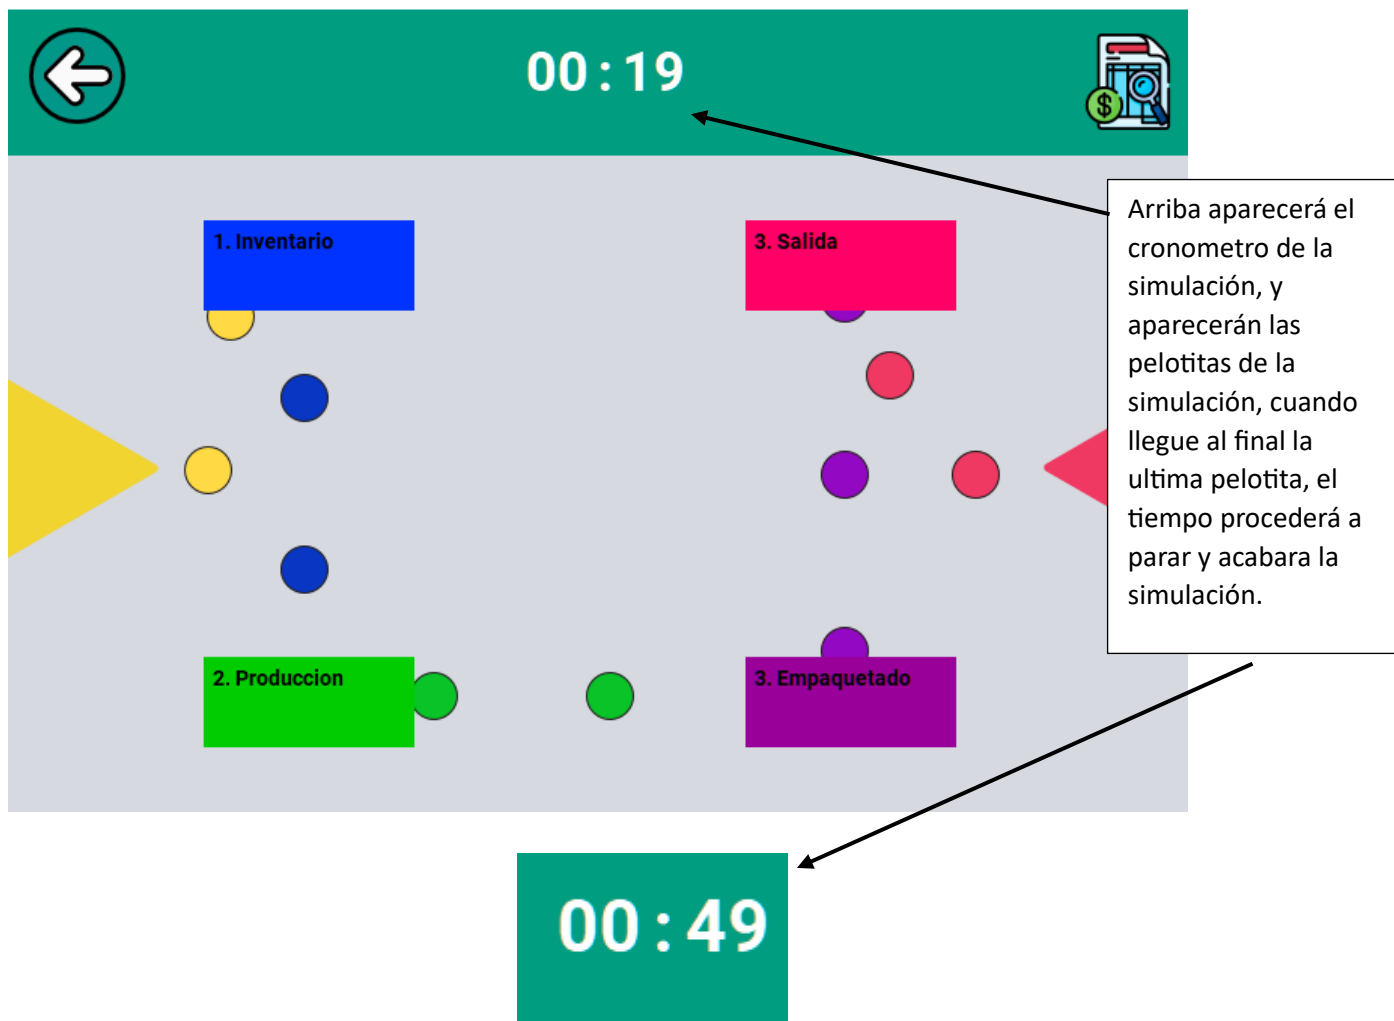 00:19
$
1. Inventario
3. Salida
Arriba aparecerá el
cronometro de la
simulación, y
aparecerán las
pelotitas de la
simulación, cuando
llegue al final la
ultima pelotita, el
tiempo procederá a
parar y acabara la
simulación.
2. Produccion
3. Empaquetado
00:49